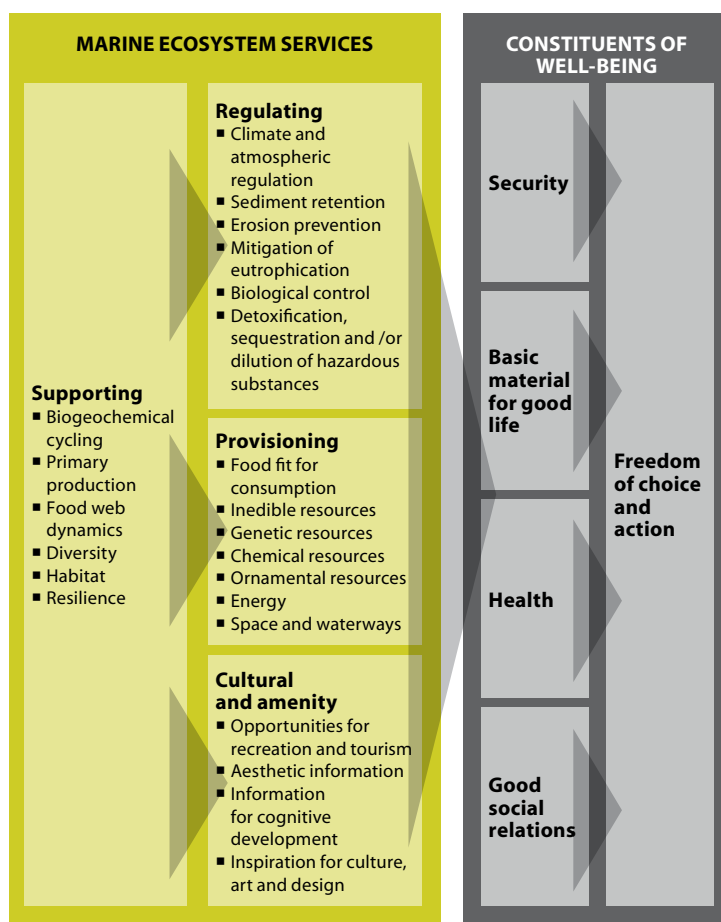 MARINE ECOSYSTEM SERVICES
Supporting
▪ Biogeochemical
cycling
▪ Primary
production
▪ Food web
dynamics
▪ Diversity
▪ Habitat
▪ Resilience
Regulating
▪ Climate and
atmospheric
regulation
▪ Sediment retention
▪ Erosion prevention
▪ Mitigation of
eutrophication
▪ Biological control
▪ Detoxification,
sequestration and /or
dilution of hazardous
substances
Provisioning
▪ Food fit for
consumption
▪ Inedible resources
▪ Genetic resources
▪ Chemical resources
▪ Ornamental resources
▪ Energy
▪ Space and waterways
Cultural
and amenity
▪ Opportunities for
recreation and tourism
▪ Aesthetic information
▪ Information
for cognitive
development
▪ Inspiration for culture,
art and design
CONSTITUENTS OF
WELL-BEING
Security
Basic
material
for good
life
Health
Good
social
relations
Freedom
of choice
and
action